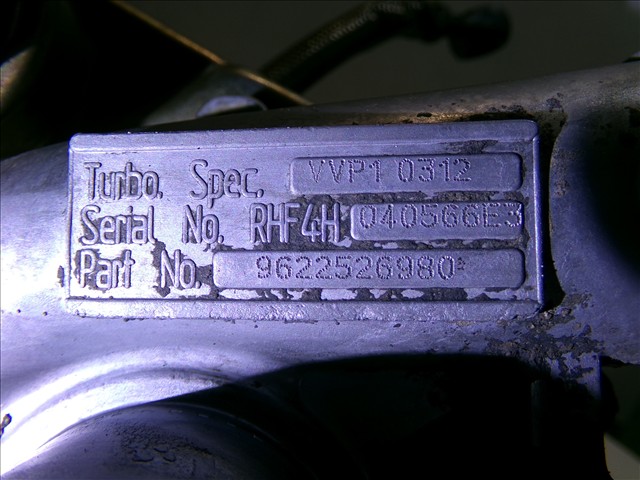 Turbo. Spec. VVP1 0312
Serial No. RHF4H 040566E3
Part No. 9622526980